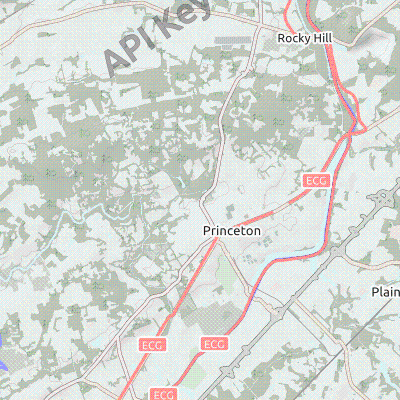 API Key
Rocky Hill
ECG
Princeton
Plain
ECG
ECG
ECG